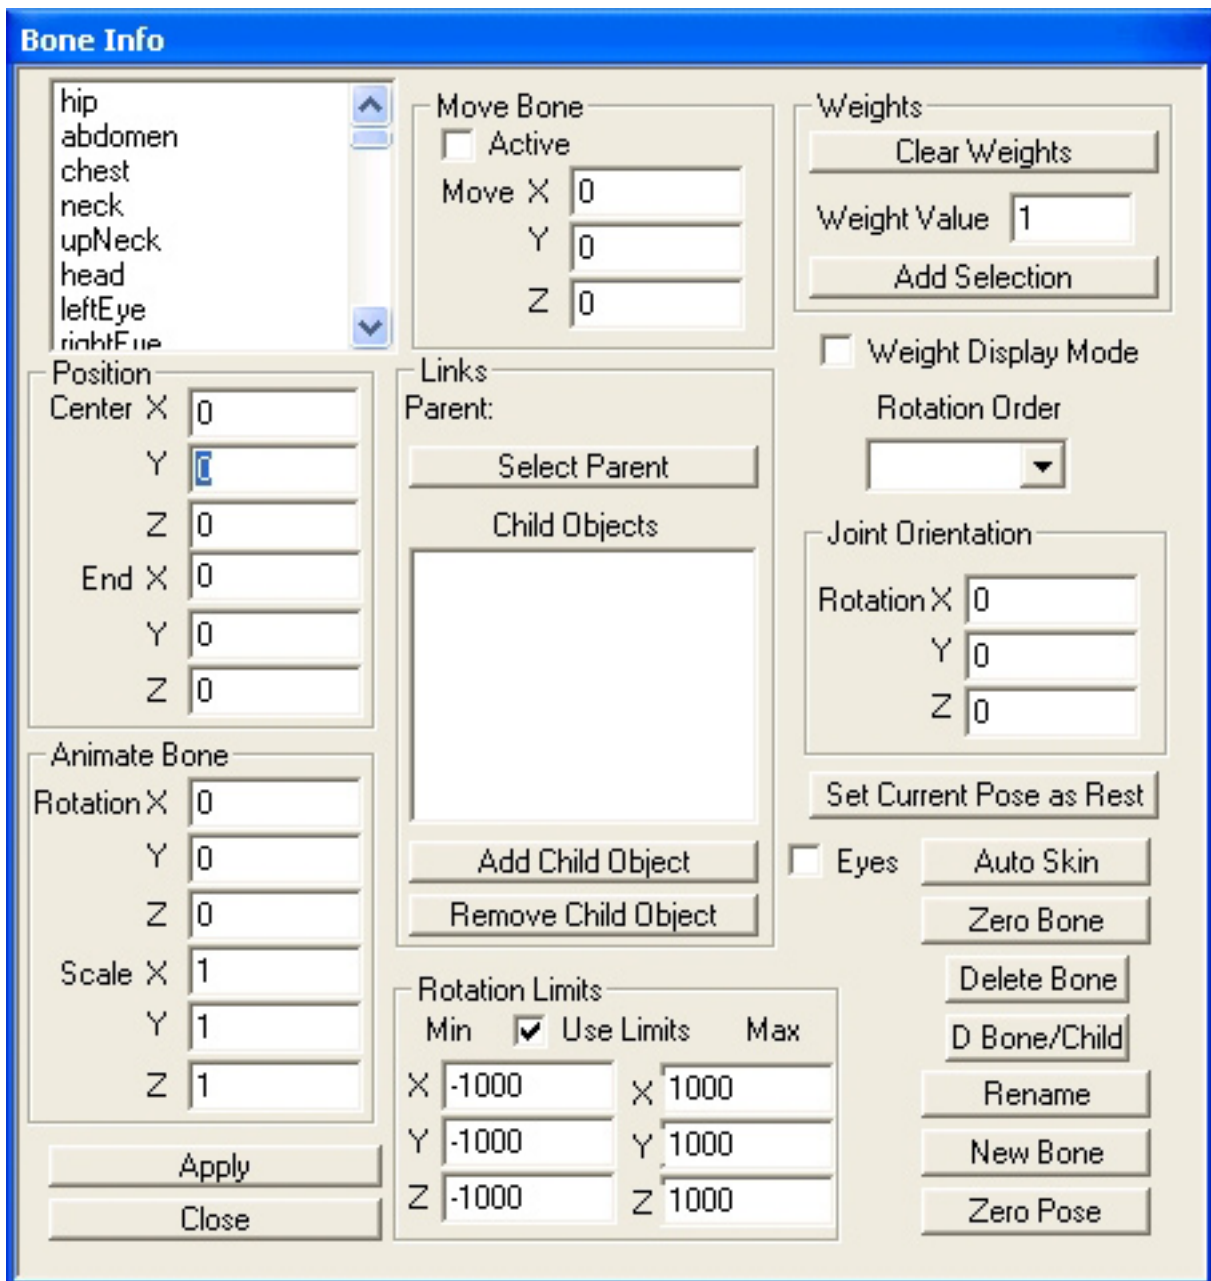 Bone Info
hip
abdomen
chest
neck
upNeck
head
leftEye
rightEye
Position
Center X 0
Y 0
Z 0
End X 0
Y 0
Z 0
Animate Bone
Rotation X 0
Y 0
Z 0
Scale X 1
Y 1
Z 1
Apply
Close
Move Bone
Active
Move X 0
Y 0
Z 0
Links
Parent:
Select Parent
Child Objects
Add Child Object
Remove Child Object
Rotation Limits
Min Use Limits Max
X -1000 X 1000
Y -1000 Y 1000
Z -1000 Z 1000
Weights
Clear Weights
Weight Value 1
Add Selection
Weight Display Mode
Rotation Order
Joint Orientation
Rotation X 0
Y 0
Z 0
Set Current Pose as Rest
Eyes Auto Skin
Zero Bone
Delete Bone
D Bone/Child
Rename
New Bone
Zero Pose